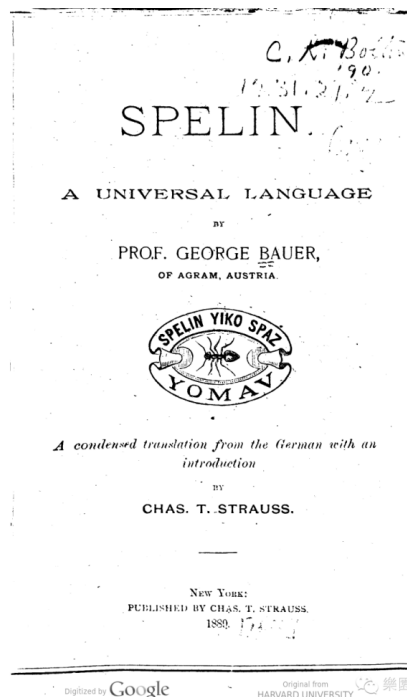 C. K.
'90.
SPELIN.
A UNIVERSAL LANGUAGE
BY
PROF. GEORGE BAUER,
OF AGRAM, AUSTRIA.
SPELIN YIKO SPAZ
YOMAV
A condensed translation from the German with an
introduction
BY
CHAS. T. STRAUSS.
NEW YORK:
PUBLISHED BY CHAS. T. STRAUSS.
1889.
Digitized by Google
Original from
HARVARD UNIVERSITY